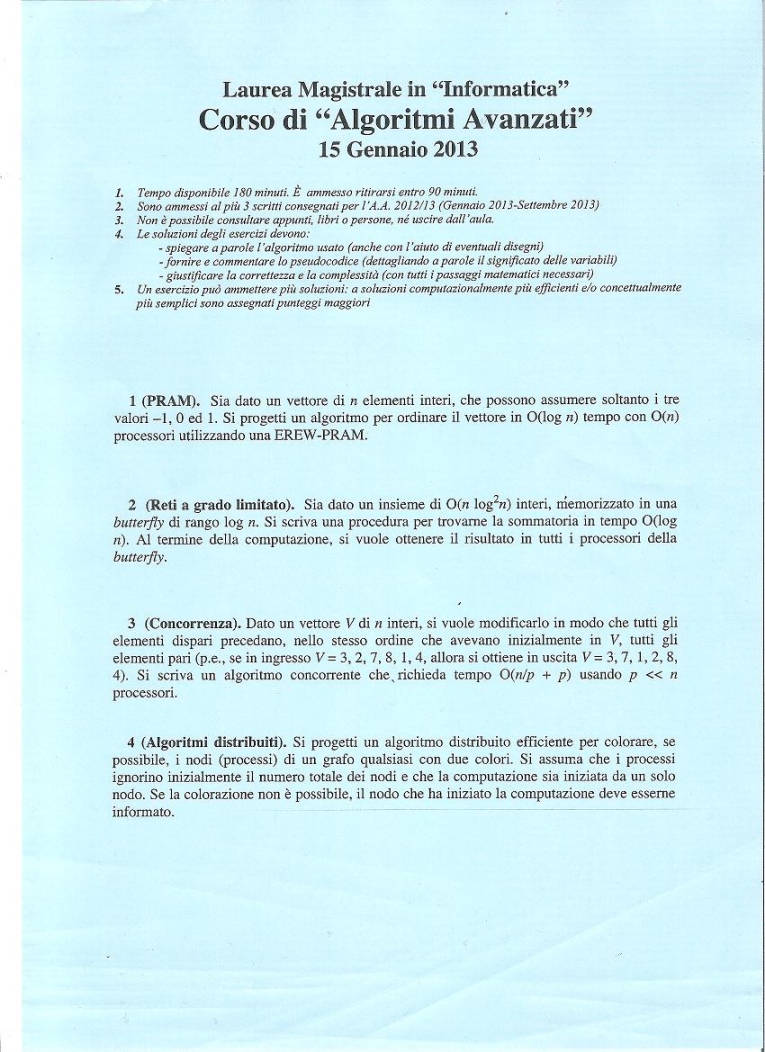 Laurea Magistrale in “Informatica”
Corso di “Algoritmi Avanzati”
15 Gennaio 2013
1. Tempo disponibile 180 minuti. È ammesso ritirarsi entro 90 minuti.
2. Sono ammessi al più 3 scritti consegnati per l'A.A. 2012/13 (Gennaio 2013-Settembre 2013)
3. Non è possibile consultare appunti, libri o persone, né uscire dall'aula.
4. Le soluzioni degli esercizi devono:
- spiegare a parole l'algoritmo usato (anche con l'aiuto di eventuali disegni)
- fornire e commentare lo pseudocodice (dettagliando a parole il significato delle variabili)
- giustificare la correttezza e la complessità (con tutti i passaggi matematici necessari)
5. Un esercizio può ammettere più soluzioni: a soluzioni computazionalmente più efficienti e/o concettualmente
più semplici sono assegnati punteggi maggiori
1 (PRAM). Sia dato un vettore di n elementi interi, che possono assumere soltanto i tre
valori –1, 0 ed 1. Si progetti un algoritmo per ordinare il vettore in O(log n) tempo con O(n)
processori utilizzando una EREW-PRAM.
2 (Reti a grado limitato). Sia dato un insieme di O(n log²n) interi, memorizzato in una
butterfly di rango log n. Si scriva una procedura per trovarne la sommatoria in tempo O(log
n). Al termine della computazione, si vuole ottenere il risultato in tutti i processori della
butterfly.
3 (Concorrenza). Dato un vettore V di n interi, si vuole modificarlo in modo che tutti gli
elementi dispari precedano, nello stesso ordine che avevano inizialmente in V, tutti gli
elementi pari (p.e., se in ingresso V = 3, 2, 7, 8, 1, 4, allora si ottiene in uscita V = 3, 7, 1, 2, 8,
4). Si scriva un algoritmo concorrente che richieda tempo O(n/p + p) usando p << n
processori.
4 (Algoritmi distribuiti). Si progetti un algoritmo distribuito efficiente per colorare, se
possibile, i nodi (processi) di un grafo qualsiasi con due colori. Si assuma che i processi
ignorino inizialmente il numero totale dei nodi e che la computazione sia iniziata da un solo
nodo. Se la colorazione non è possibile, il nodo che ha iniziato la computazione deve esserne
informato.